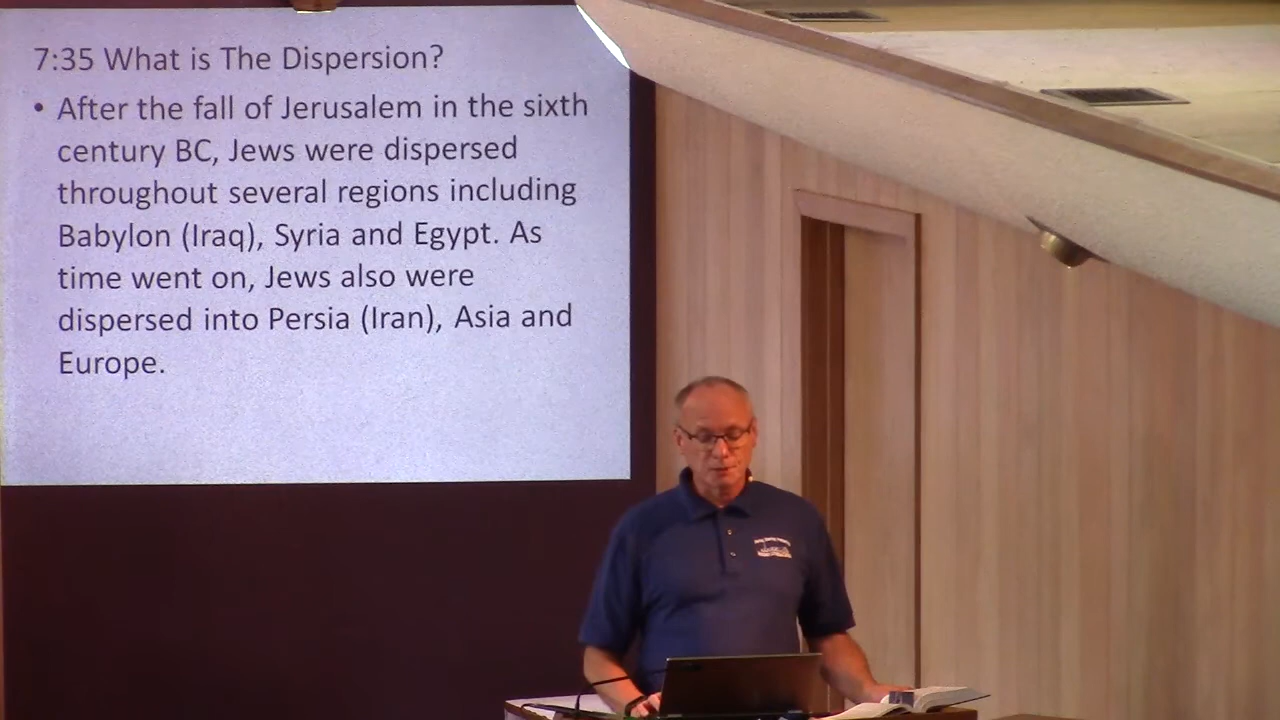 7:35 What is The Dispersion?
• After the fall of Jerusalem in the sixth
century BC, Jews were dispersed
throughout several regions including
Babylon (Iraq), Syria and Egypt. As
time went on, Jews also were
dispersed into Persia (Iran), Asia and
Europe.